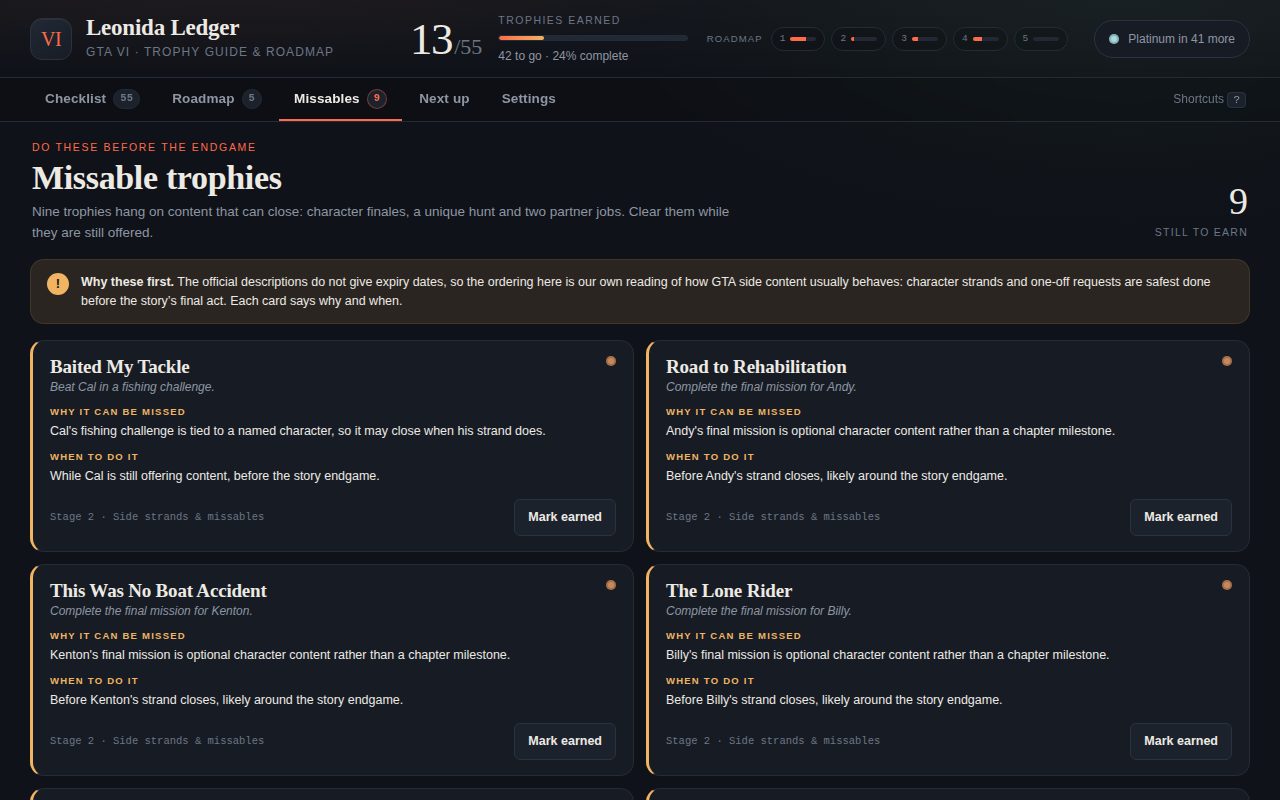 VI
Leonida Ledger
GTA VI · TROPHY GUIDE & ROADMAP
13/55
TROPHIES EARNED
42 to go · 24% complete
ROADMAP
1
2
3
4
5
Platinum in 41 more
Checklist 55
Roadmap 5
Missables 9
Next up
Settings
Shortcuts ?
DO THESE BEFORE THE ENDGAME
Missable trophies
Nine trophies hang on content that can close: character finales, a unique hunt and two partner jobs. Clear them while
they are still offered.
9
STILL TO EARN
!
Why these first. The official descriptions do not give expiry dates, so the ordering here is our own reading of how GTA side content usually behaves: character strands and one-off requests are safest done
before the story's final act. Each card says why and when.
Baited My Tackle
Beat Cal in a fishing challenge.
WHY IT CAN BE MISSED
Cal's fishing challenge is tied to a named character, so it may close when his strand does.
WHEN TO DO IT
While Cal is still offering content, before the story endgame.
Stage 2 · Side strands & missables
Mark earned
Road to Rehabilitation
Complete the final mission for Andy.
WHY IT CAN BE MISSED
Andy's final mission is optional character content rather than a chapter milestone.
WHEN TO DO IT
Before Andy's strand closes, likely around the story endgame.
Stage 2 · Side strands & missables
Mark earned
This Was No Boat Accident
Complete the final mission for Kenton.
WHY IT CAN BE MISSED
Kenton's final mission is optional character content rather than a chapter milestone.
WHEN TO DO IT
Before Kenton's strand closes, likely around the story endgame.
Stage 2 · Side strands & missables
Mark earned
The Lone Rider
Complete the final mission for Billy.
WHY IT CAN BE MISSED
Billy's final mission is optional character content rather than a chapter milestone.
WHEN TO DO IT
Before Billy's strand closes, likely around the story endgame.
Stage 2 · Side strands & missables
Mark earned